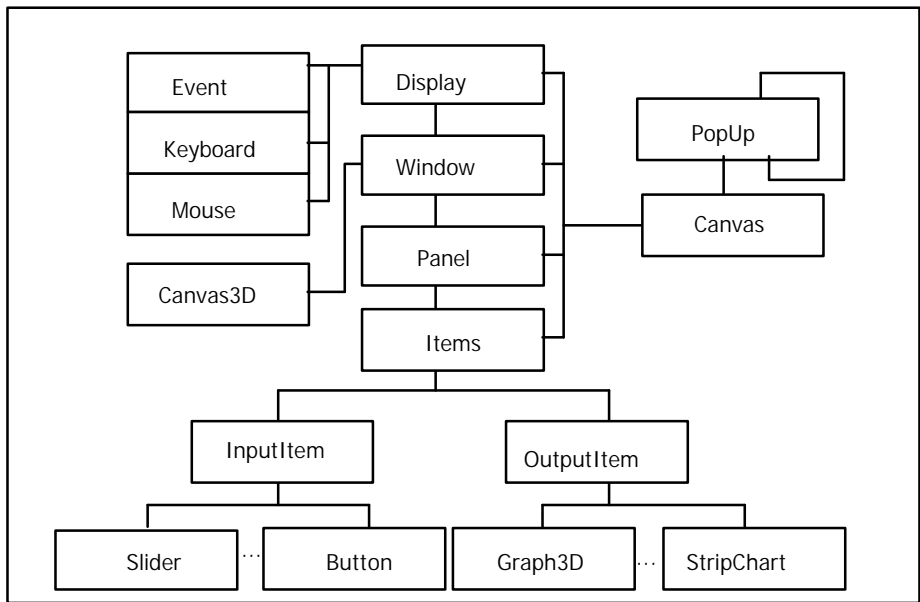 Event
Display
Keyboard
PopUp
Window
Mouse
Canvas
Panel
Canvas3D
Items
InputItem
OutputItem
Slider
...
Button
Graph3D
...
StripChart